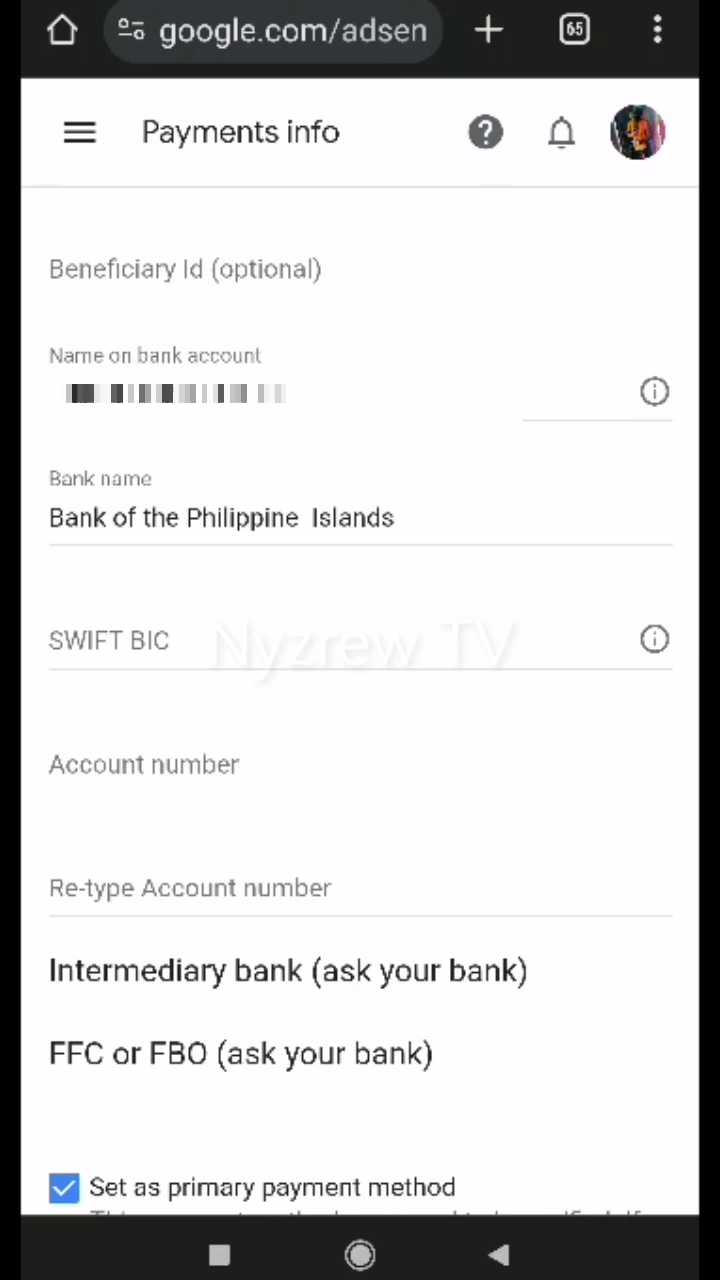 google.com/adsen
65
Payments info
Beneficiary Id (optional)
Name on bank account
Bank name
Bank of the Philippine Islands
SWIFT BIC
Nyzrew TV
Account number
Re-type Account number
Intermediary bank (ask your bank)
FFC or FBO (ask your bank)
Set as primary payment method